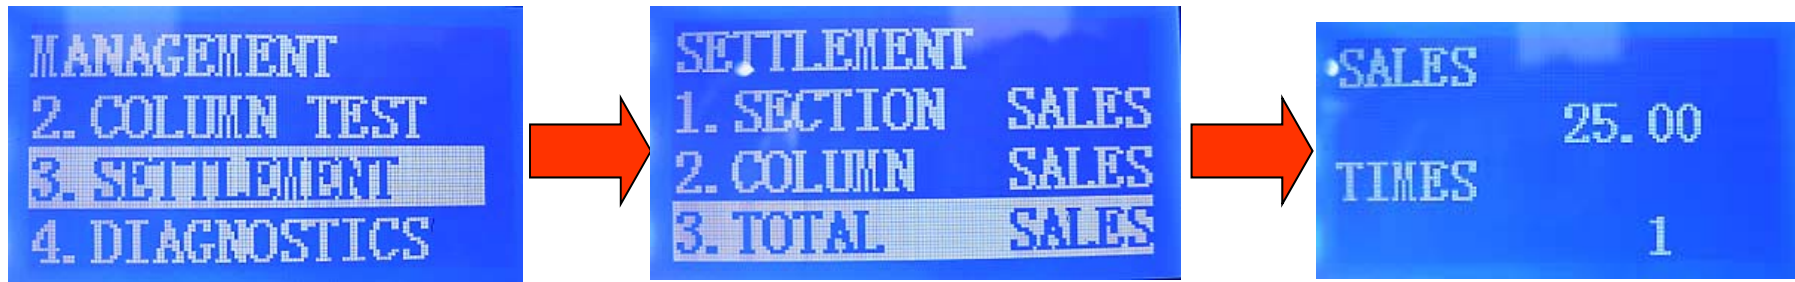 MANAGEMENT
2. COLUMN TEST
3. SETTLEMENT
4. DIAGNOSTICS
SETTLEMENT
1. SECTION SALES
2. COLUMN SALES
3. TOTAL SALES
SALES
25.00
TIMES
1